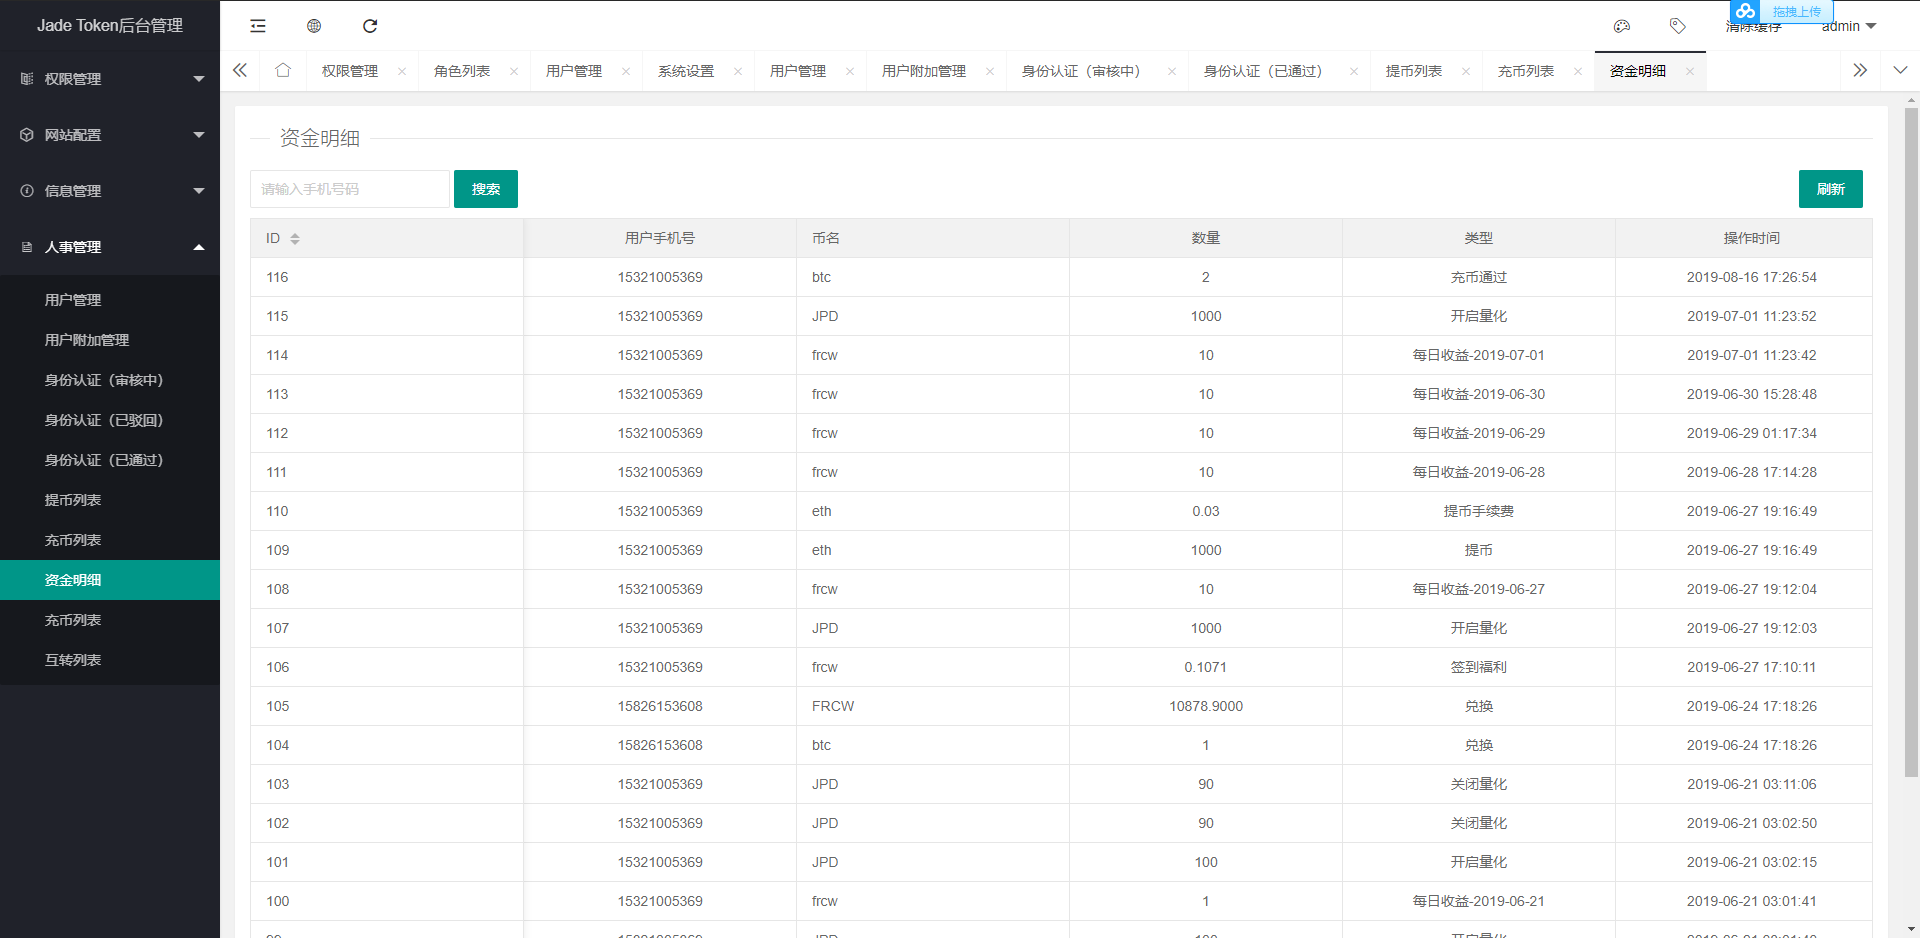 Jade Token后台管理
拖拽上传
清除缓存
admin
权限管理
网站配置
信息管理
人事管理
用户管理
用户附加管理
身份认证（审核中）
身份认证（已驳回）
身份认证（已通过）
提币列表
充币列表
资金明细
充币列表
互转列表
权限管理 角色列表 用户管理 系统设置 用户管理 用户附加管理 身份认证（审核中） 身份认证（已通过） 提币列表 充币列表 资金明细
资金明细
请输入手机号码 搜索 刷新
ID 用户手机号 币名 数量 类型 操作时间
116 15321005369 btc 2 充币通过 2019-08-16 17:26:54
115 15321005369 JPD 1000 开启量化 2019-07-01 11:23:52
114 15321005369 frcw 10 每日收益-2019-07-01 2019-07-01 11:23:42
113 15321005369 frcw 10 每日收益-2019-06-30 2019-06-30 15:28:48
112 15321005369 frcw 10 每日收益-2019-06-29 2019-06-29 01:17:34
111 15321005369 frcw 10 每日收益-2019-06-28 2019-06-28 17:14:28
110 15321005369 eth 0.03 提币手续费 2019-06-27 19:16:49
109 15321005369 eth 1000 提币 2019-06-27 19:16:49
108 15321005369 frcw 10 每日收益-2019-06-27 2019-06-27 19:12:04
107 15321005369 JPD 1000 开启量化 2019-06-27 19:12:03
106 15321005369 frcw 0.1071 签到福利 2019-06-27 17:10:11
105 15826153608 FRCW 10878.9000 兑换 2019-06-24 17:18:26
104 15826153608 btc 1 兑换 2019-06-24 17:18:26
103 15321005369 JPD 90 关闭量化 2019-06-21 03:11:06
102 15321005369 JPD 90 关闭量化 2019-06-21 03:02:50
101 15321005369 JPD 100 开启量化 2019-06-21 03:02:15
100 15321005369 frcw 1 每日收益-2019-06-21 2019-06-21 03:01:41